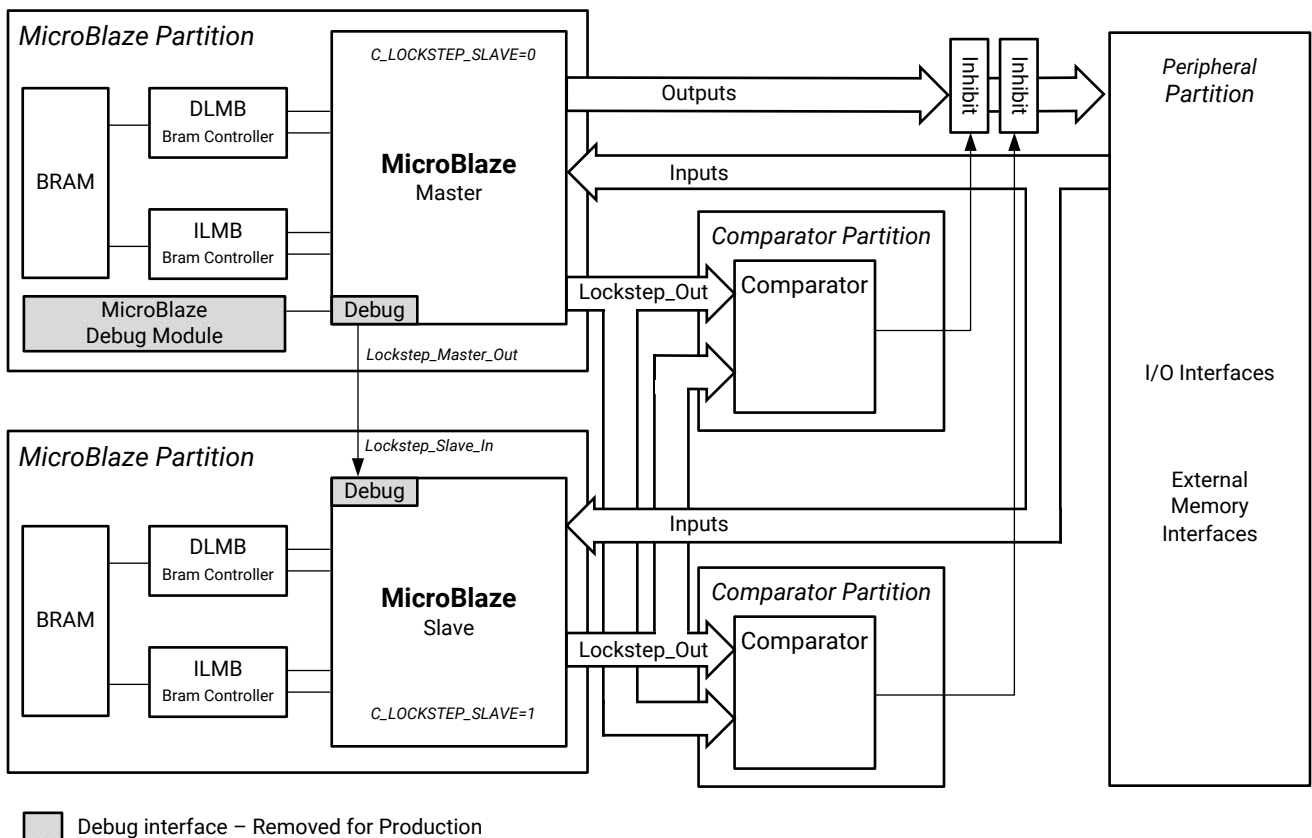 MicroBlaze Partition
C_LOCKSTEP_SLAVE=0
DLMB
Bram Controller
BRAM
MicroBlaze
Master
ILMB
Bram Controller
MicroBlaze
Debug Module
Debug
Lockstep_Master_Out
Outputs
Inputs
Inhibit
Inhibit
Peripheral
Partition
I/O Interfaces
External
Memory
Interfaces
Comparator Partition
Comparator
Lockstep_Out
MicroBlaze Partition
Lockstep_Slave_In
Debug
DLMB
Bram Controller
BRAM
MicroBlaze
Slave
ILMB
Bram Controller
C_LOCKSTEP_SLAVE=1
Inputs
Comparator Partition
Comparator
Lockstep_Out
Debug interface – Removed for Production